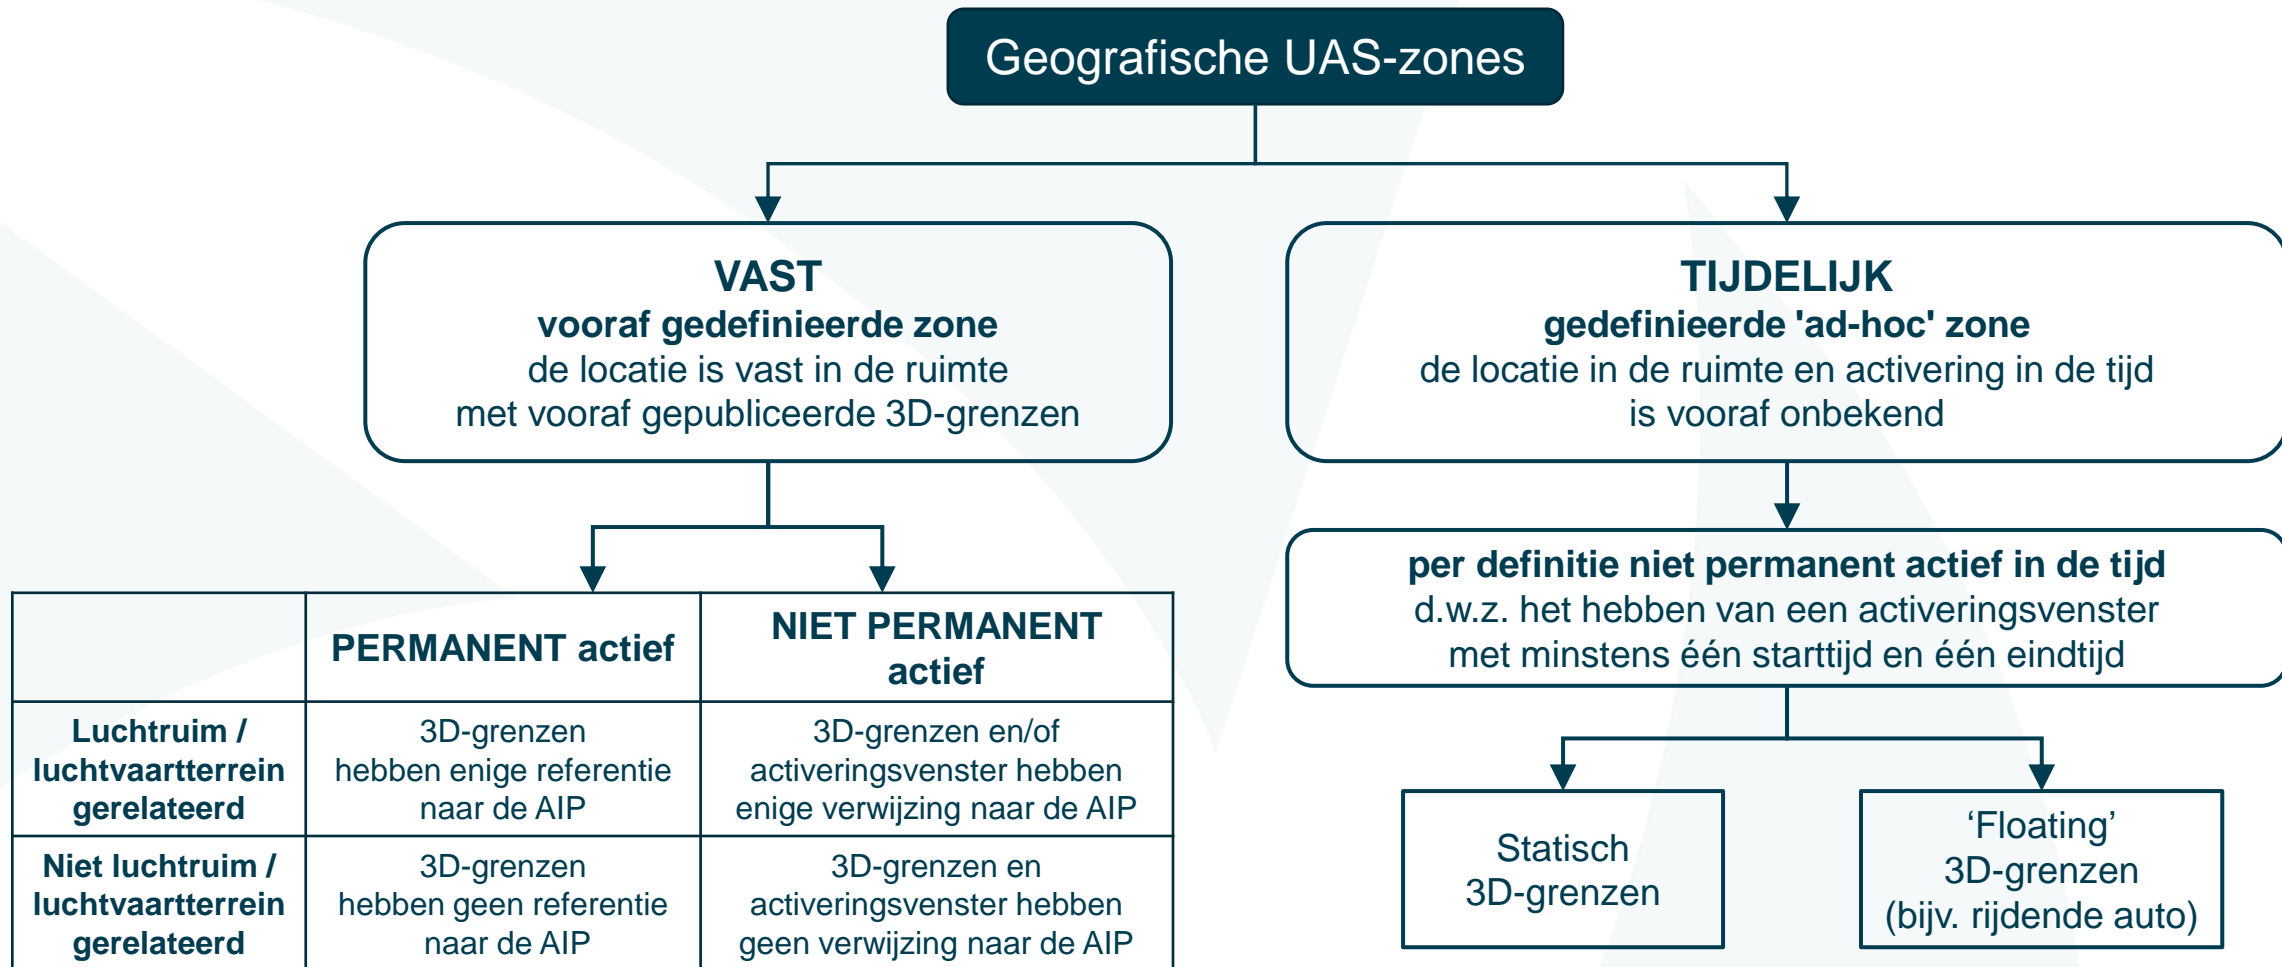 Geografische UAS-zones
VAST
vooraf gedefinieerde zone
de locatie is vast in de ruimte
met vooraf gepubliceerde 3D-grenzen
TIJDELIJK
gedefinieerde 'ad-hoc' zone
de locatie in de ruimte en activering in de tijd
is vooraf onbekend
per definitie niet permanent actief in de tijd
d.w.z. het hebben van een activeringsvenster
met minstens één starttijd en één eindtijd
PERMANENT actief
NIET PERMANENT
actief
Luchtruim /
luchtvaartterrein
gerelateerd
3D-grenzen
hebben enige referentie
naar de AIP
3D-grenzen en/of
activeringsvenster hebben
enige verwijzing naar de AIP
Niet luchtruim /
luchtvaartterrein
gerelateerd
3D-grenzen
hebben geen referentie
naar de AIP
3D-grenzen en
activeringsvenster hebben
geen verwijzing naar de AIP
Statisch
3D-grenzen
‘Floating’
3D-grenzen
(bijv. rijdende auto)